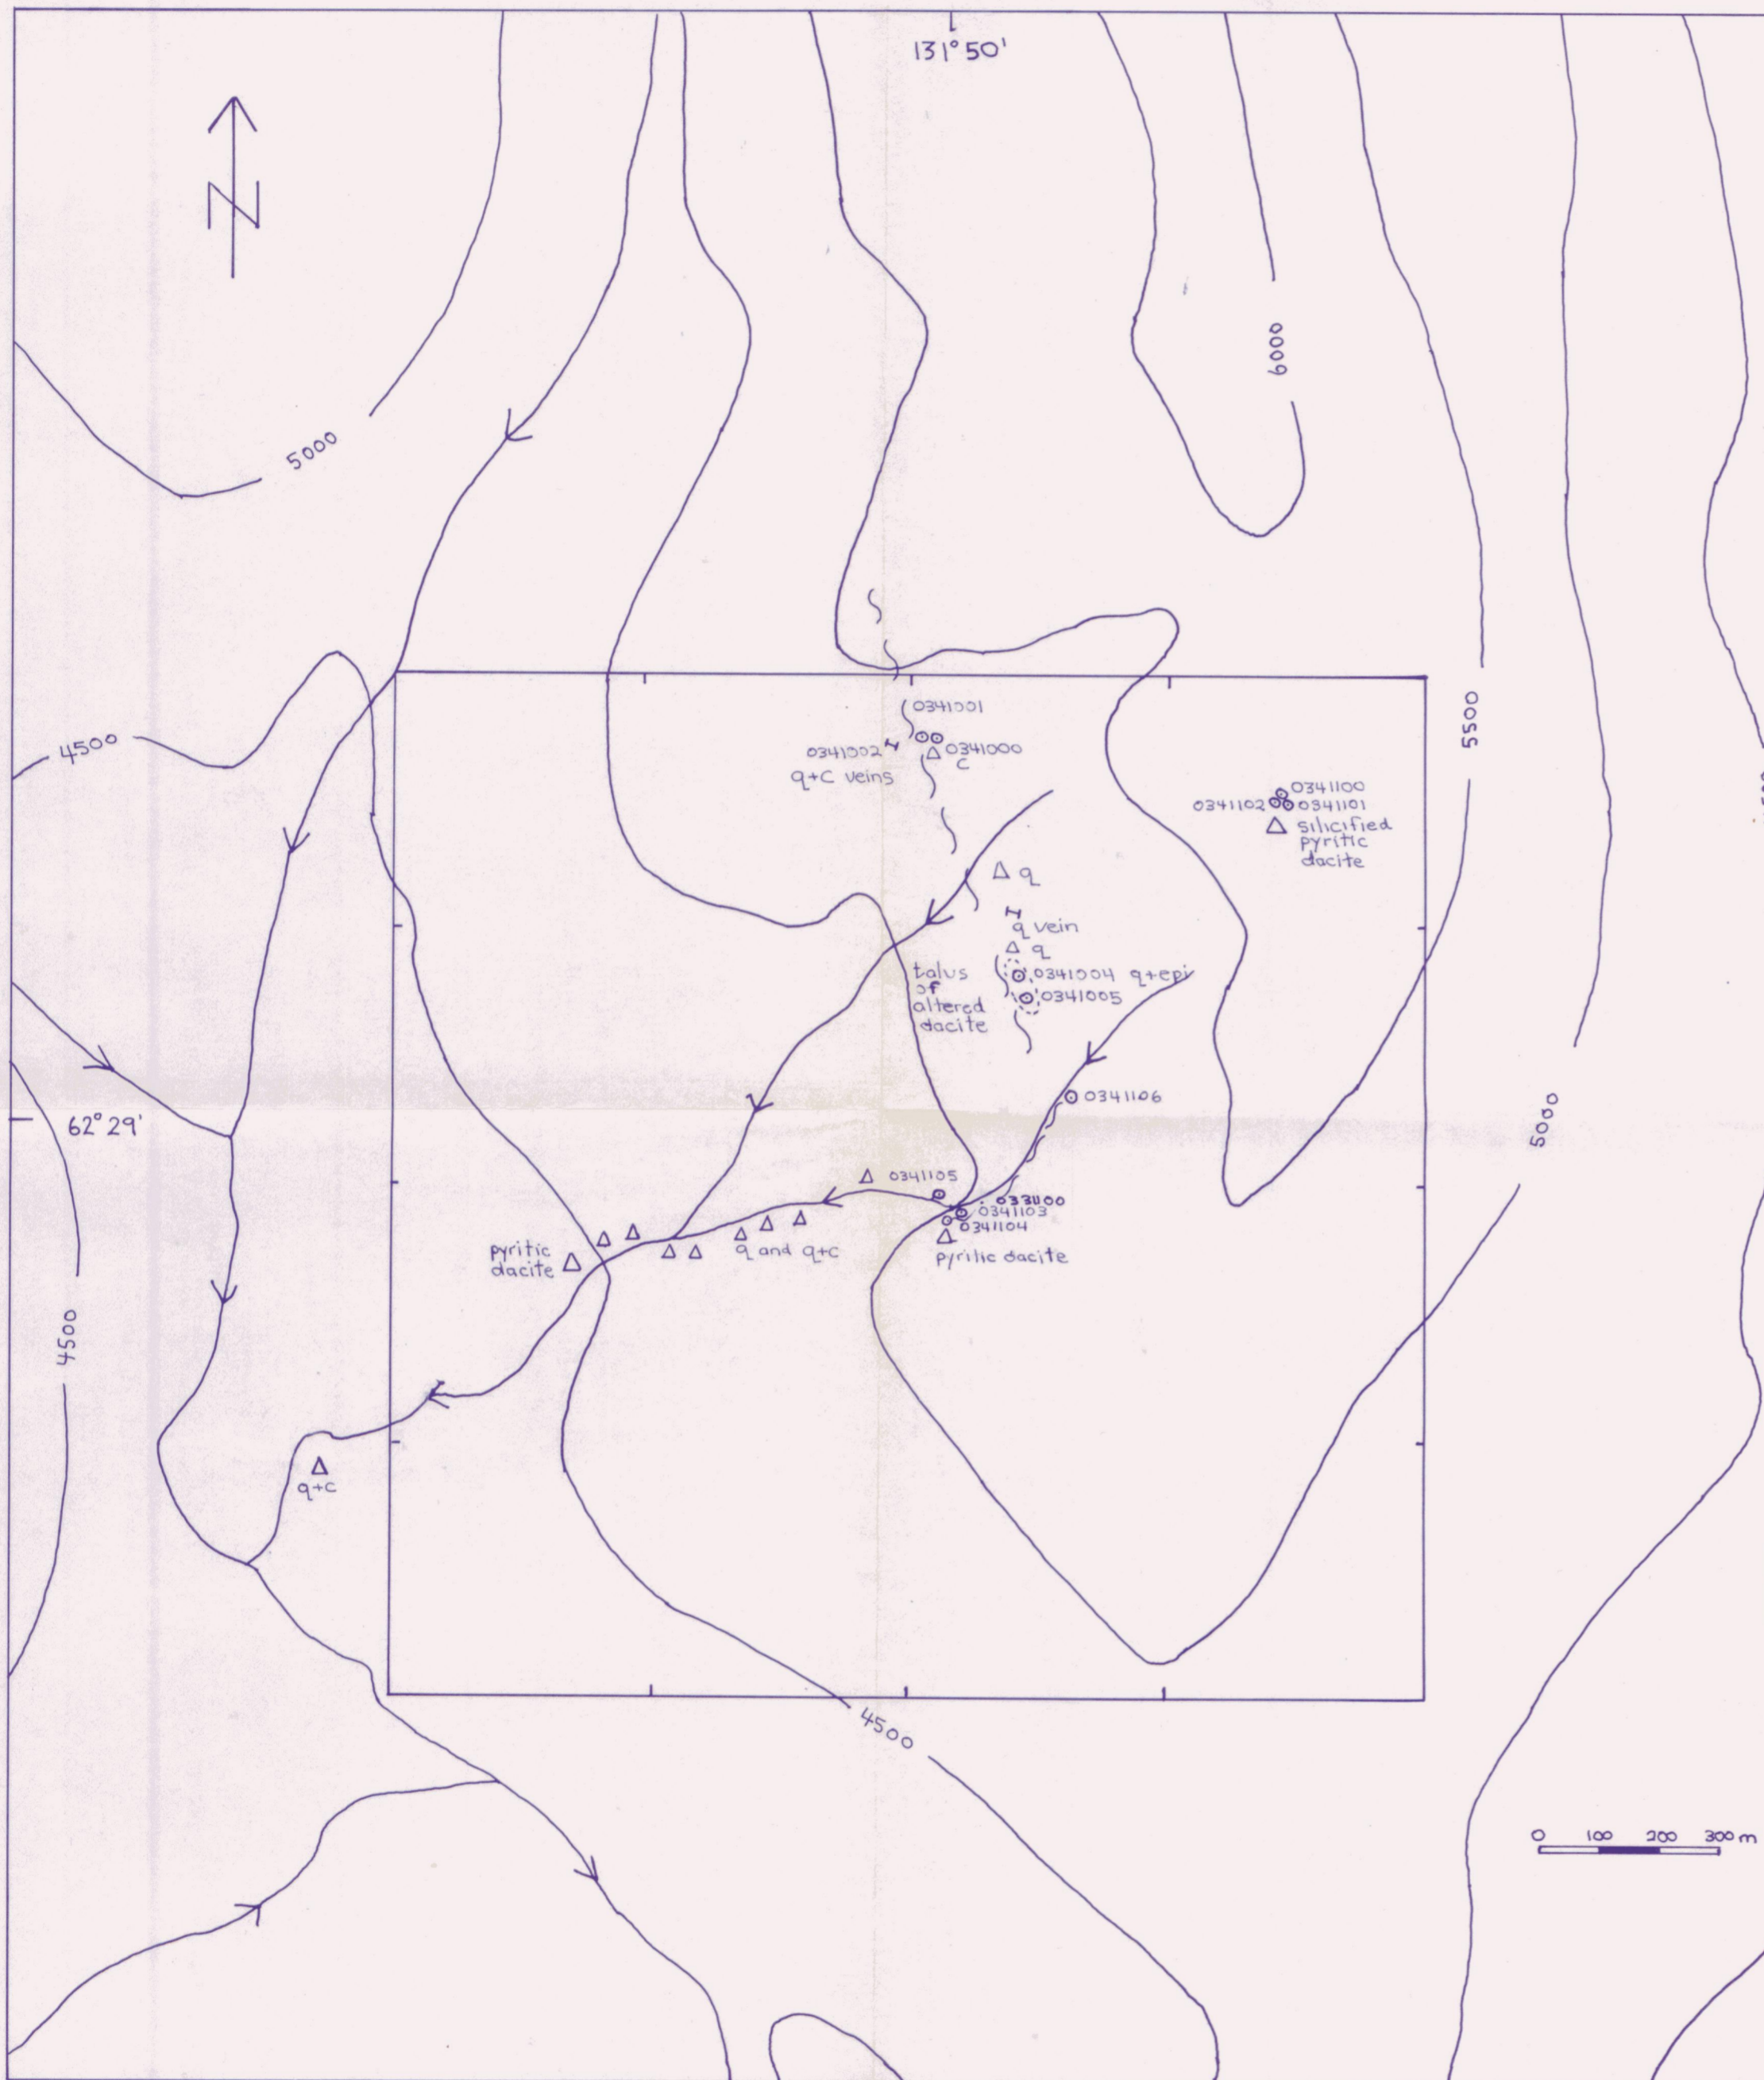 131° 50'
N
6000
5000
4500
0341001
0341002
0341000
C
q+C veins
5500
0341100
0341102
0341101
silicified
pyritic
dacite
q
q vein
q
talus
of
altered
dacite
0341004 q+epi
0341005
0341106
62° 29'
5000
0341105
033100
0341103
0341104
pyritic dacite
pyritic
dacite
q and q+c
4500
q+c
4500
0 100 200 300 m